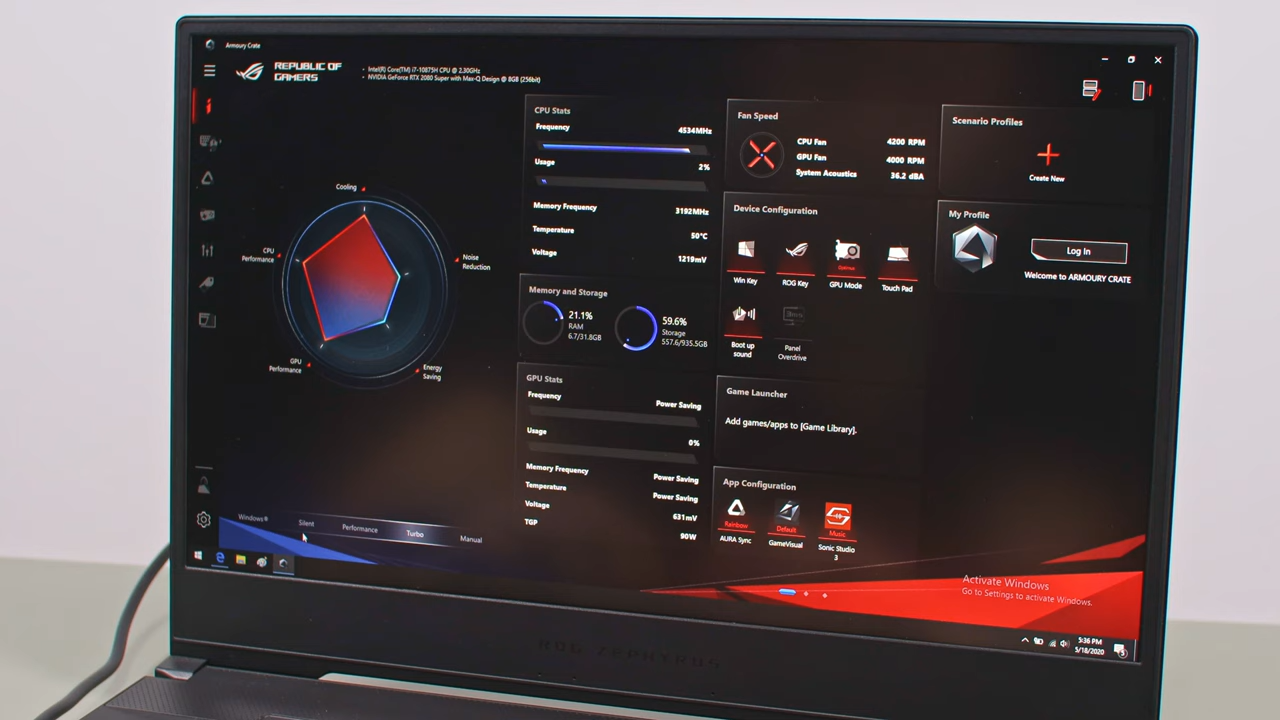 Armoury Crate
REPUBLIC OF
GAMERS
Intel(R) Core(TM) i7-10875H CPU @ 2.30GHz
NVIDIA GeForce RTX 2080 Super with Max-Q Design @ 8GB (256bit)
Cooling
CPU
Performance
Noise
Reduction
GPU
Performance
Energy
Saving
Windows®
Silent
Performance
Turbo
Manual
CPU Stats
Frequency
4534MHz
Usage
2%
Memory Frequency
3192MHz
Temperature
50°C
Voltage
1219mV
Memory and Storage
21.1%
RAM
6.7/31.8GB
59.6%
Storage
557.6/935.5GB
GPU Stats
Frequency
Power Saving
Usage
0%
Memory Frequency
Power Saving
Temperature
Power Saving
Voltage
631mV
TGP
90W
Fan Speed
CPU Fan
4200 RPM
GPU Fan
4000 RPM
System Acoustics
36.2 dBA
Device Configuration
Win Key
ROG Key
Optimus
GPU Mode
Touch Pad
Boot up
sound
Panel
Overdrive
Game Launcher
Add games/apps to [Game Library].
App Configuration
Rainbow
AURA Sync
Default
GameVisual
Music
Sonic Studio
3
Scenario Profiles
Create New
My Profile
Log In
Welcome to ARMOURY CRATE
Activate Windows
Go to Settings to activate Windows.
5:36 PM
5/18/2020
3
ROG ZEPHYRUS